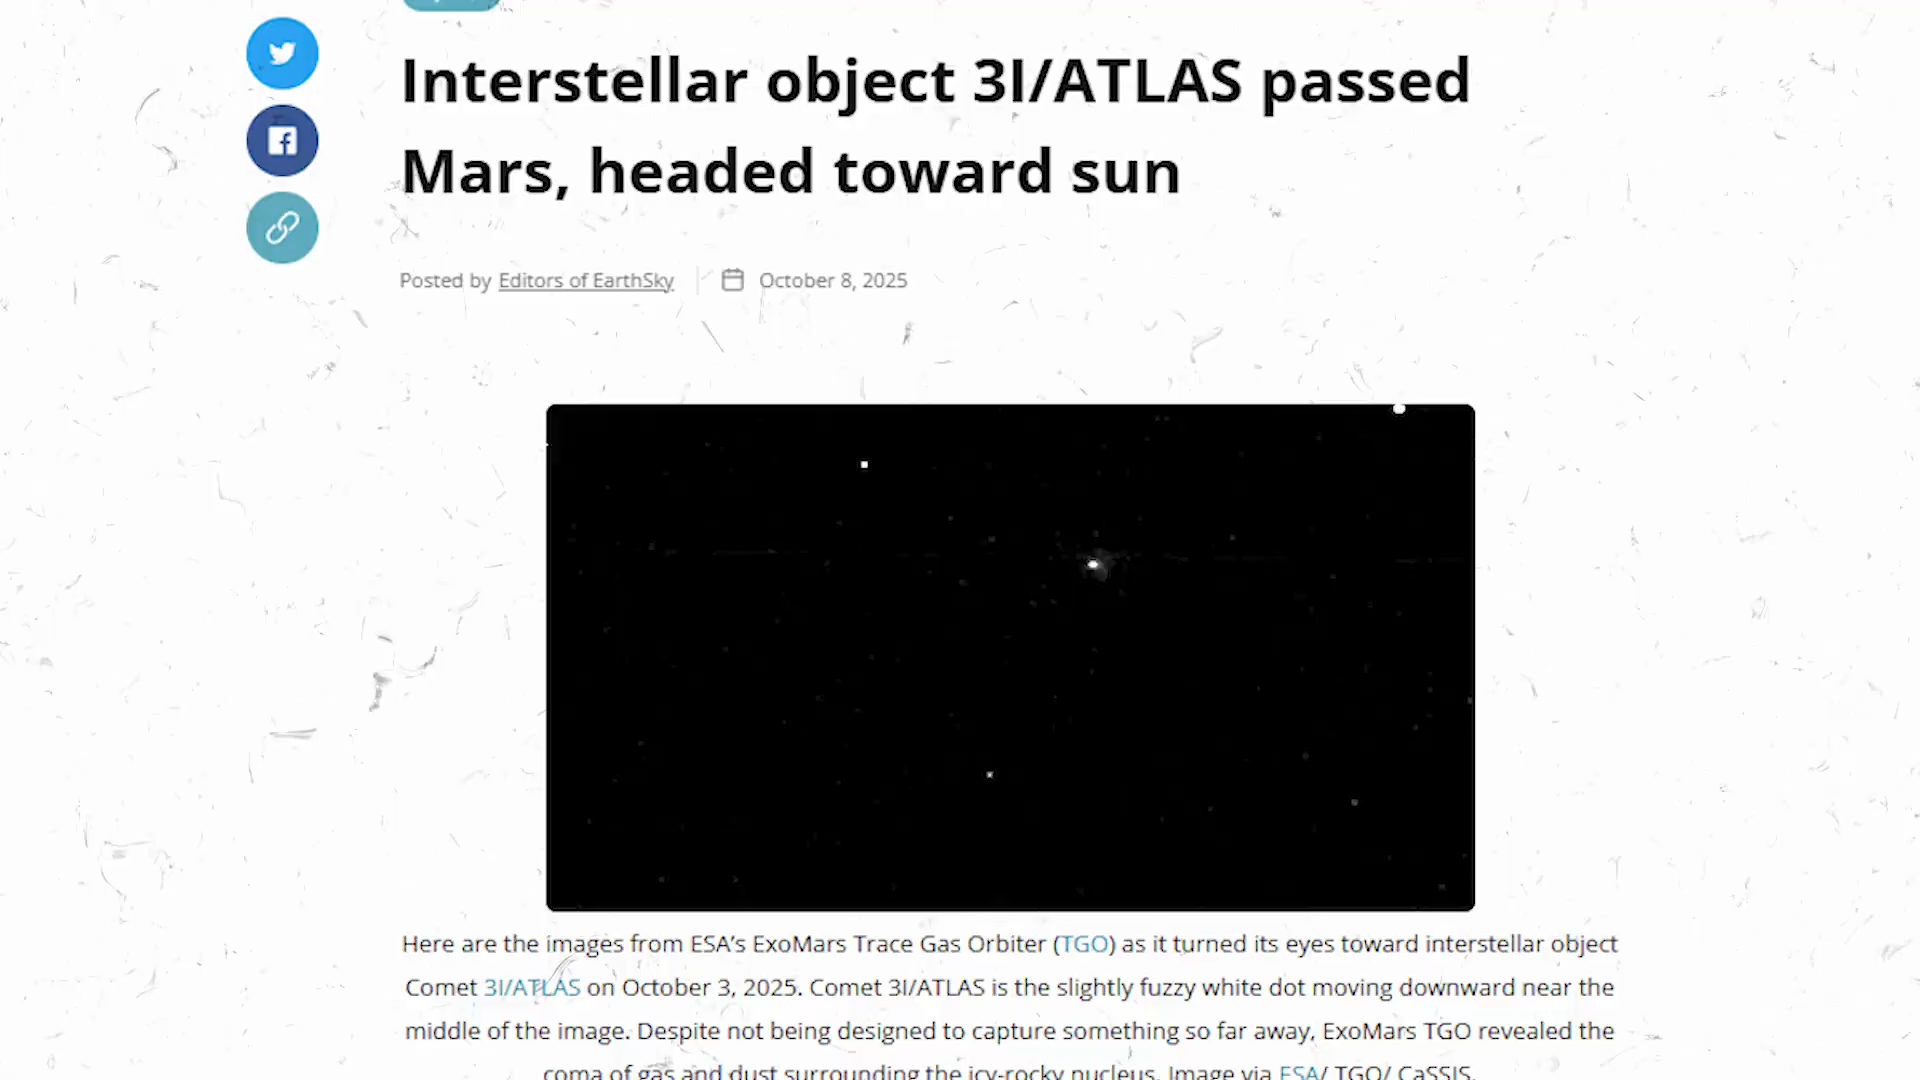 Interstellar object 3I/ATLAS passed
Mars, headed toward sun
Posted by Editors of EarthSky
October 8, 2025
Here are the images from ESA’s ExoMars Trace Gas Orbiter (TGO) as it turned its eyes toward interstellar object
Comet 3I/ATLAS on October 3, 2025. Comet 3I/ATLAS is the slightly fuzzy white dot moving downward near the
middle of the image. Despite not being designed to capture something so far away, ExoMars TGO revealed the
coma of gas and dust surrounding the icy-rocky nucleus. Image via ESA/ TGO/ CaSSIS.